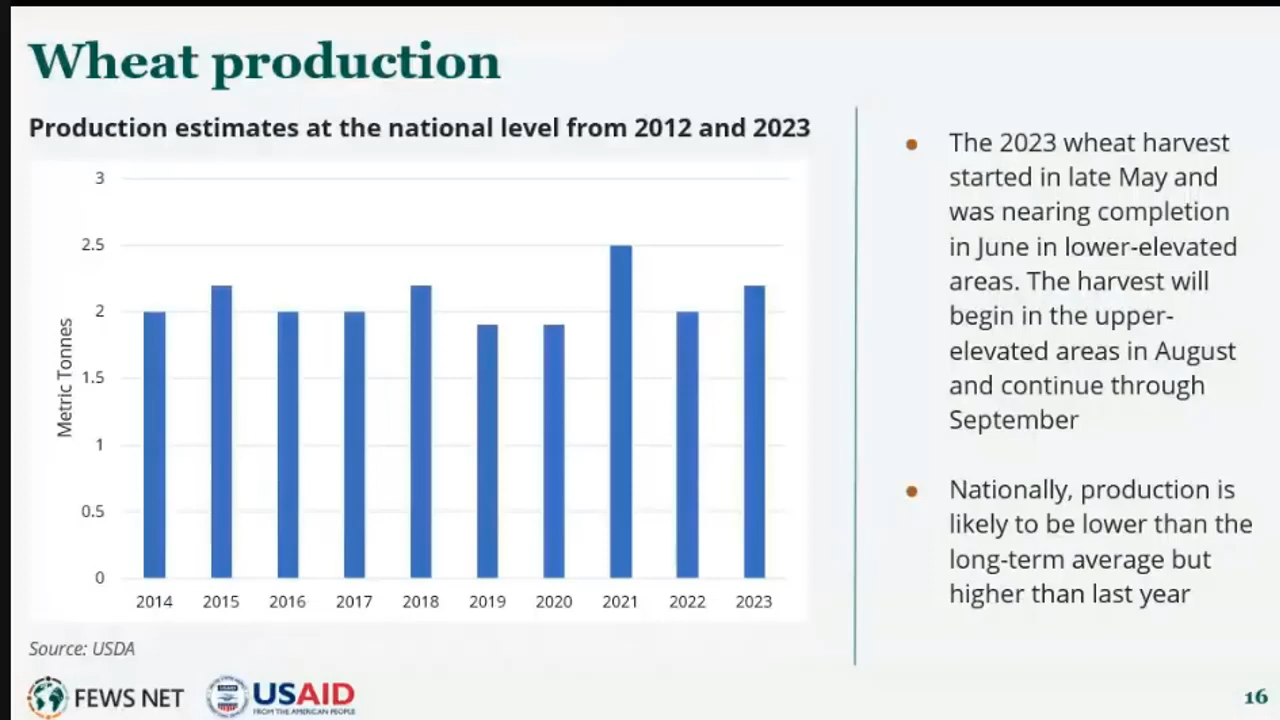 Wheat production
Production estimates at the national level from 2012 and 2023
3
2.5
2
1.5
1
0.5
0
Metric Tonnes
2014 2015 2016 2017 2018 2019 2020 2021 2022 2023
Source: USDA
● The 2023 wheat harvest
started in late May and
was nearing completion
in June in lower-elevated
areas. The harvest will
begin in the upper-
elevated areas in August
and continue through
September
● Nationally, production is
likely to be lower than the
long-term average but
higher than last year
FEWS NET
USAID
FROM THE AMERICAN PEOPLE
16